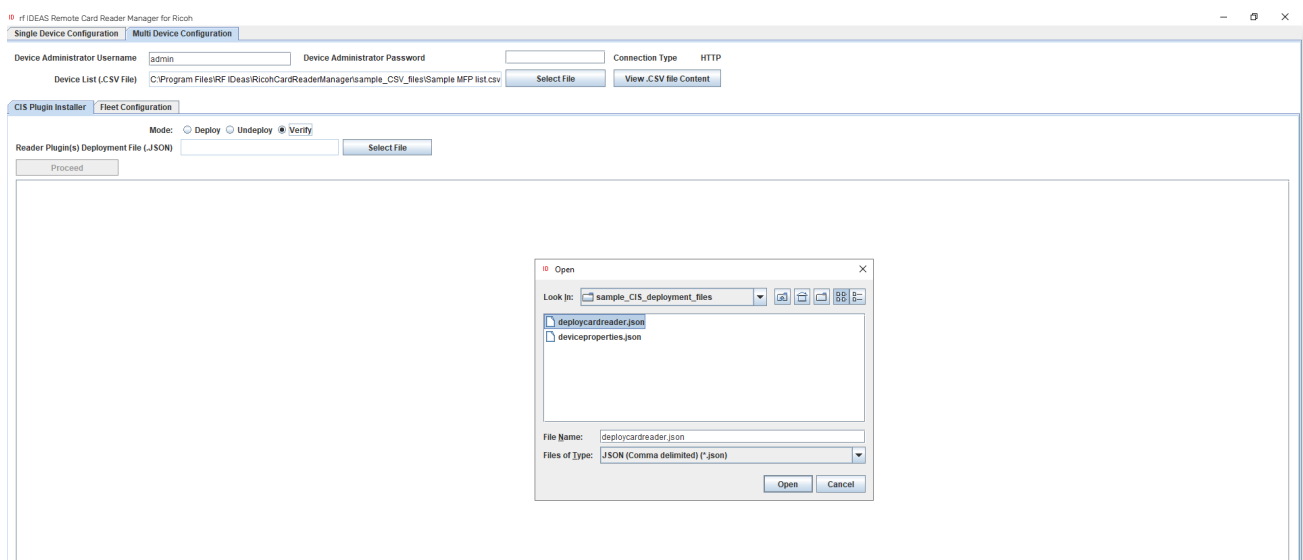 ID rf IDEAS Remote Card Reader Manager for Ricoh
Single Device Configuration Multi Device Configuration
Device Administrator Username admin Device Administrator Password Connection Type HTTP
Device List (.CSV File) C:\Program Files\RF IDeas\RicohCardReaderManager\sample_CSV_files\Sample MFP list.csv Select File View .CSV file Content
CIS Plugin Installer Fleet Configuration
Mode: Deploy Undeploy Verify
Reader Plugin(s) Deployment File (.JSON) Select File
Proceed
ID Open
Look In: sample_CIS_deployment_files
deploycardreader.json
deviceproperties.json
File Name: deploycardreader.json
Files of Type: JSON (Comma delimited) (*.json)
Open Cancel